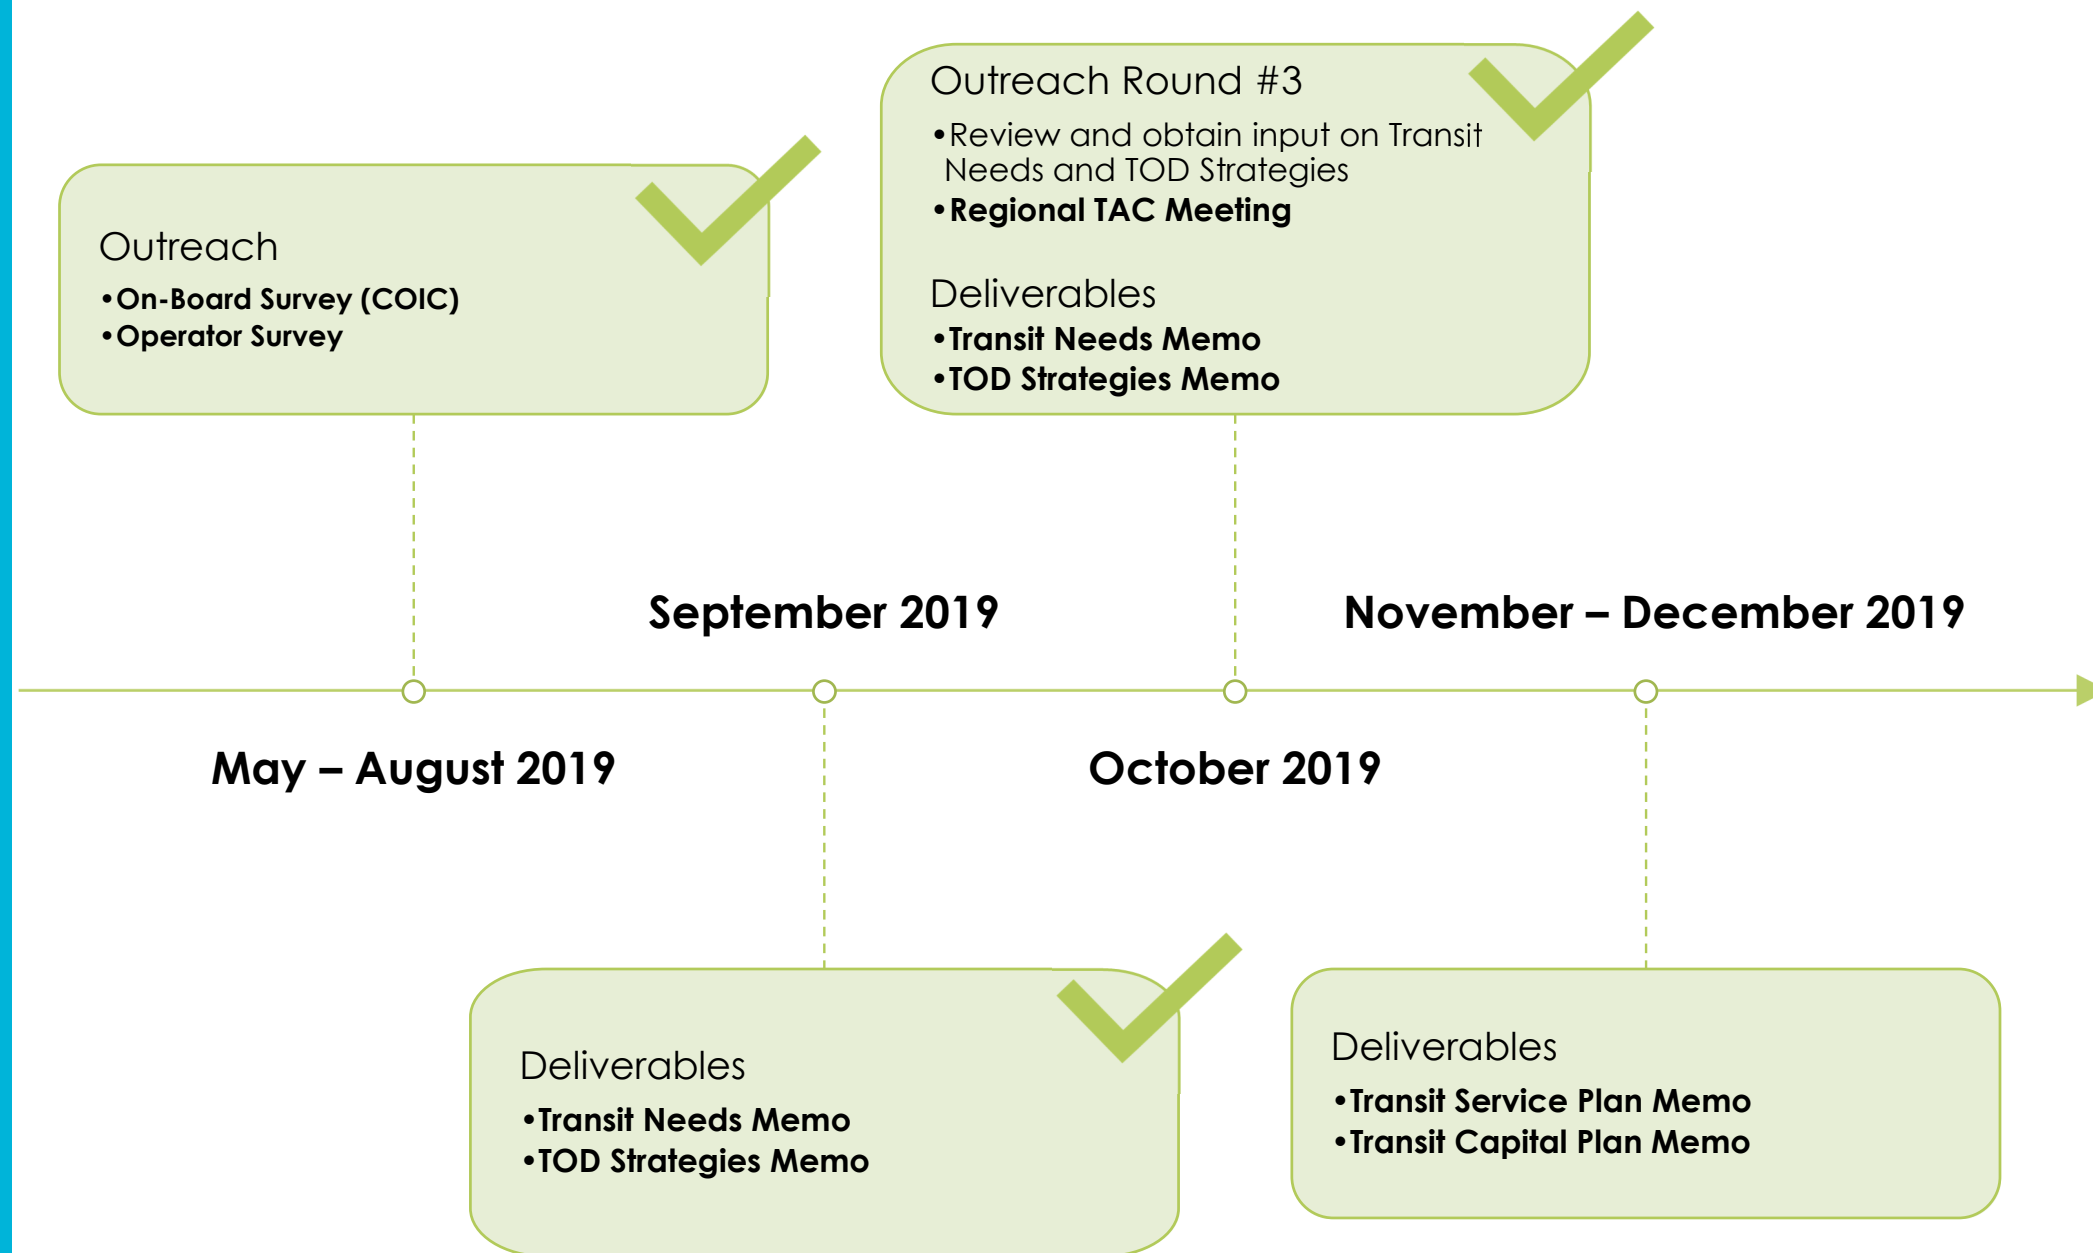 Outreach
•On-Board Survey (COIC)
•Operator Survey
Outreach Round #3
•Review and obtain input on Transit
Needs and TOD Strategies
•Regional TAC Meeting
Deliverables
•Transit Needs Memo
•TOD Strategies Memo
September 2019
November – December 2019
May – August 2019
October 2019
Deliverables
•Transit Needs Memo
•TOD Strategies Memo
Deliverables
•Transit Service Plan Memo
•Transit Capital Plan Memo